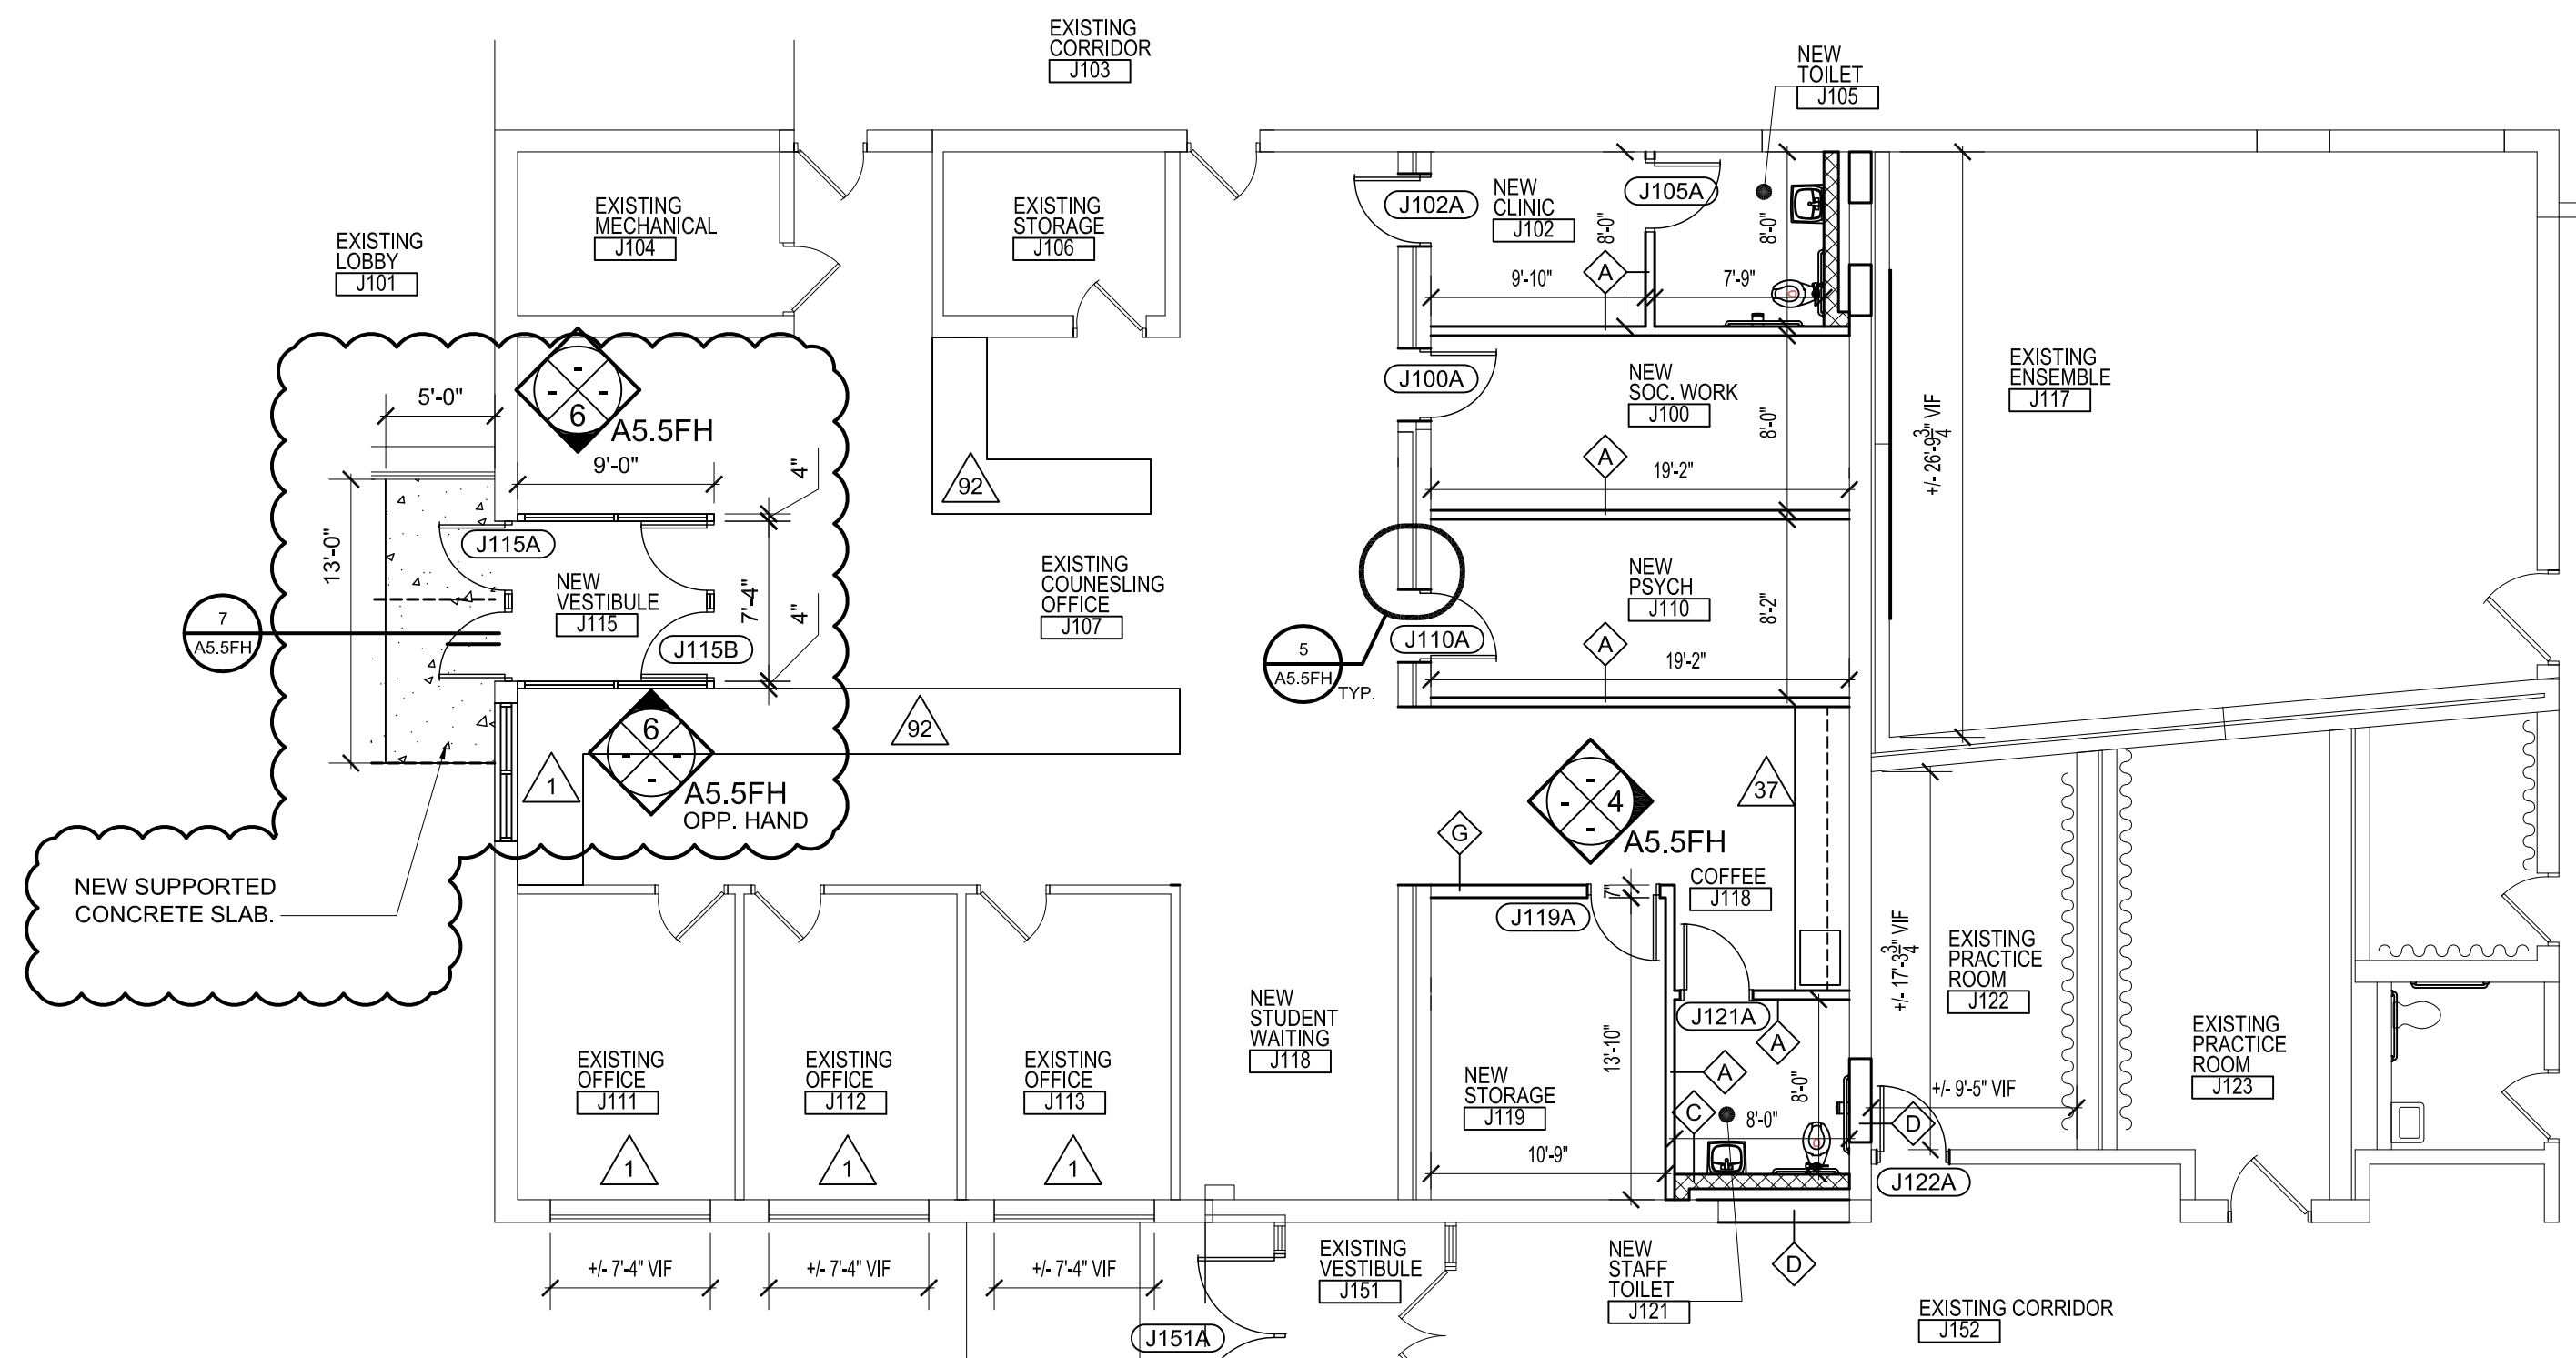 EXISTING
CORRIDOR
J103
NEW
TOILET
J105
EXISTING
LOBBY
J101
EXISTING
MECHANICAL
J104
EXISTING
STORAGE
J106
J102A
NEW
CLINIC
J102
J105A
8'-0"
8'-0"
9'-10"
A
7'-9"
EXISTING
ENSEMBLE
J117
+/- 26'-9 3/4" VIF
5'-0"
-
- -
6
A5.5FH
9'-0"
4"
92
J100A
NEW
SOC. WORK
J100
8'-0"
A
19'-2"
13'-0"
J115A
NEW
VESTIBULE
J115
7'-4"
4"
J115B
7
A5.5FH
EXISTING
COUNESLING
OFFICE
J107
NEW
PSYCH
J110
8'-2"
J110A
A
19'-2"
5
A5.5FH
TYP.
92
1
6
- -
-
A5.5FH
OPP. HAND
-
- 4
-
A5.5FH
37
G
NEW SUPPORTED
CONCRETE SLAB.
COFFEE
J118
7"
J119A
J121A
A
A
C
13'-10"
8'-0"
8'-0"
10'-9"
NEW
STORAGE
J119
NEW
STUDENT
WAITING
J118
EXISTING
OFFICE
J111
1
EXISTING
OFFICE
J112
1
EXISTING
OFFICE
J113
1
+/- 17'-3 3/4" VIF
EXISTING
PRACTICE
ROOM
J122
+/- 9'-5" VIF
D
J122A
EXISTING
PRACTICE
ROOM
J123
+/- 7'-4" VIF
+/- 7'-4" VIF
+/- 7'-4" VIF
J151A
EXISTING
VESTIBULE
J151
NEW
STAFF
TOILET
J121
D
EXISTING CORRIDOR
J152